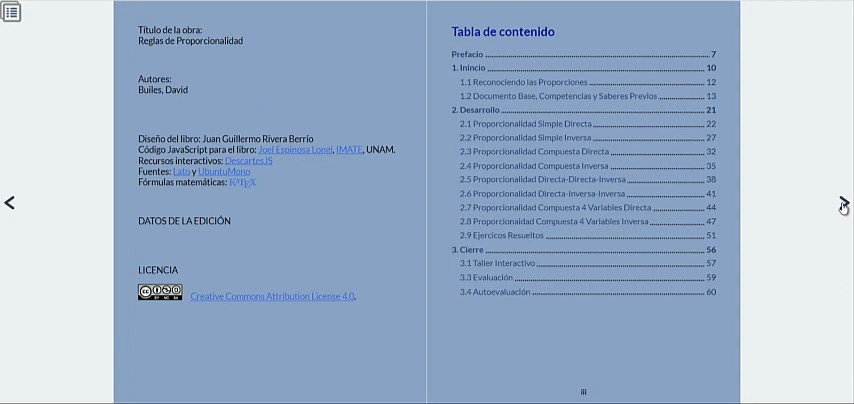 Título de la obra:
Reglas de Proporcionalidad
Autores:
Builes, David
Diseño del libro: Juan Guillermo Rivera Berrío
Código JavaScript para el libro: Joel Espinosa Longi, IMATE, UNAM.
Recursos interactivos: DescartesJS
Fuentes: Lato y UbuntuMono
Fórmulas matemáticas: KATEX
DATOS DE LA EDICIÓN
LICENCIA
CC BY NC SA
Creative Commons Attribution License 4.0.
Tabla de contenido
Prefacio 7
1. Inincio 10
1.1 Reconociendo las Proporciones 12
1.2 Documento Base, Competencias y Saberes Previos 13
2. Desarrollo 21
2.1 Proporcionalidad Simple Directa 22
2.2 Proporcionalidad Simple Inversa 27
2.3 Proporcionalidad Compuesta Directa 32
2.4 Proporcionalidad Compuesta Inversa 35
2.5 Proporcionalidad Directa-Directa-Inversa 38
2.6 Proporcionalidad Directa-Inversa-Inversa 41
2.7 Proporcionalidad Compuesta 4 Variables Directa 44
2.8 Proporcionaidad Compuesta 4 Variables Inversa 47
2.9 Ejercicos Resueltos 51
3. Cierre 56
3.1 Taller Interactivo 57
3.3 Evaluación 59
3.4 Autoevaluación 60
iii